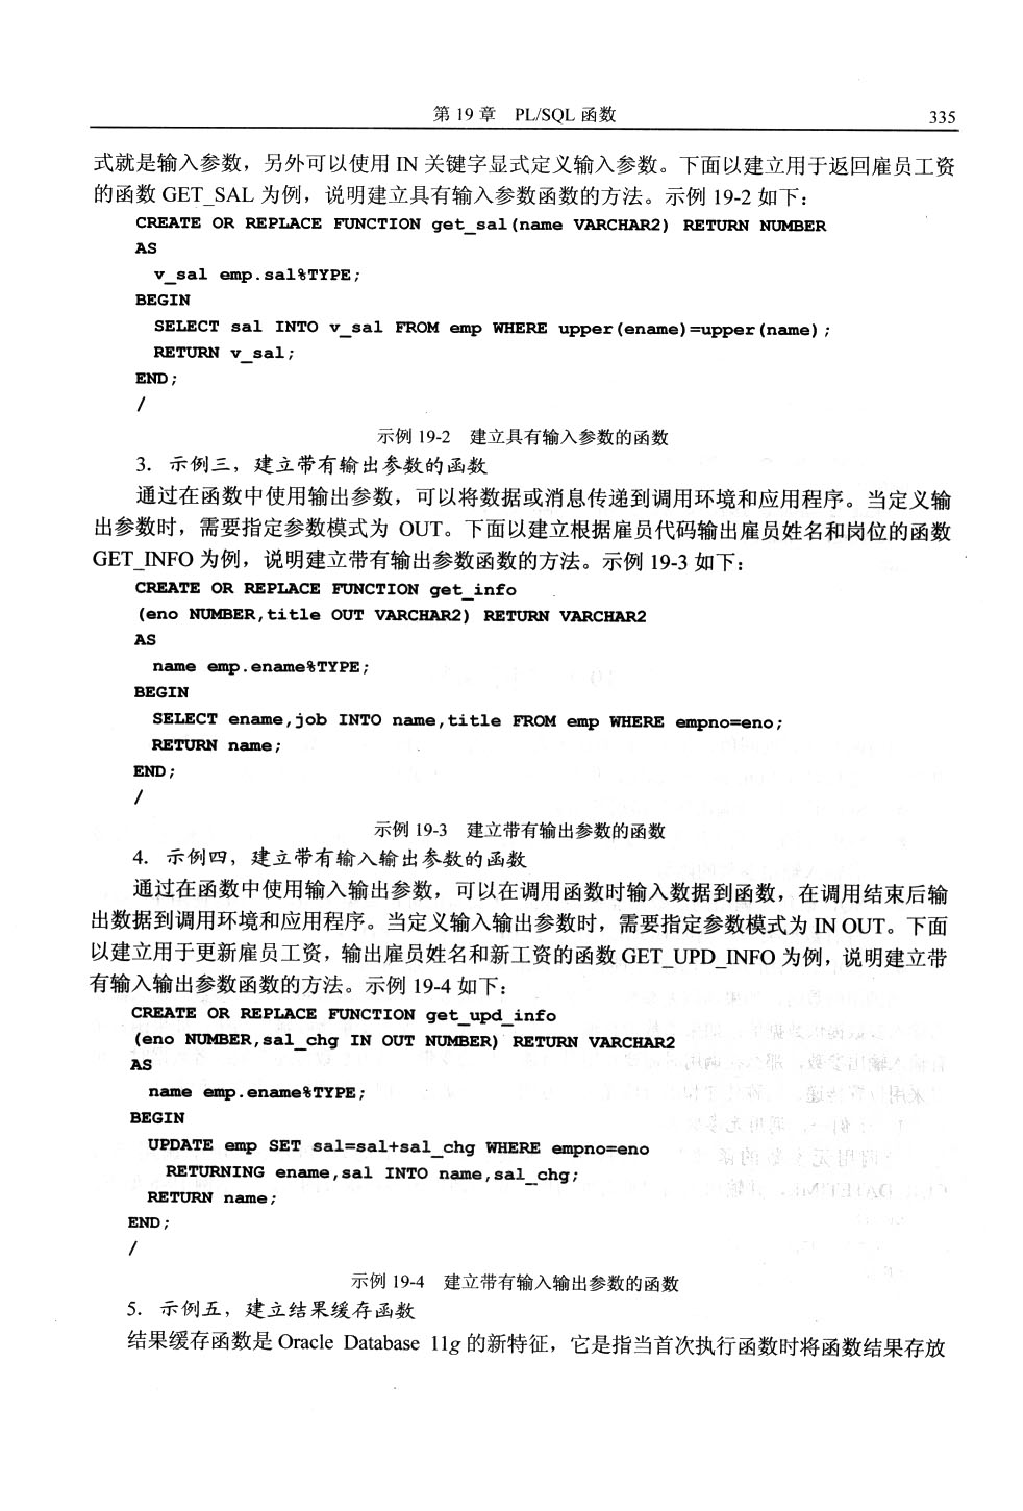 第 19 章 PL/SQL 函数 335
式就是输入参数，另外可以使用 IN 关键字显式定义输入参数。下面以建立用于返回雇员工资
的函数 GET_SAL 为例，说明建立具有输入参数函数的方法。示例 19-2 如下：
CREATE OR REPLACE FUNCTION get_sal(name VARCHAR2) RETURN NUMBER
AS
v_sal emp.sal%TYPE;
BEGIN
SELECT sal INTO v_sal FROM emp WHERE upper(ename)=upper(name);
RETURN v_sal;
END;
/
示例 19-2 建立具有输入参数的函数
3. 示例三，建立带有输出参数的函数
通过在函数中使用输出参数，可以将数据或消息传递到调用环境和应用程序。当定义输
出参数时，需要指定参数模式为 OUT。下面以建立根据雇员代码输出雇员姓名和岗位的函数
GET_INFO 为例，说明建立带有输出参数函数的方法。示例 19-3 如下：
CREATE OR REPLACE FUNCTION get_info
(eno NUMBER,title OUT VARCHAR2) RETURN VARCHAR2
AS
name emp.ename%TYPE;
BEGIN
SELECT ename,job INTO name,title FROM emp WHERE empno=eno;
RETURN name;
END;
/
示例 19-3 建立带有输出参数的函数
4. 示例四，建立带有输入输出参数的函数
通过在函数中使用输入输出参数，可以在调用函数时输入数据到函数，在调用结束后输
出数据到调用环境和应用程序。当定义输入输出参数时，需要指定参数模式为 IN OUT。下面
以建立用于更新雇员工资，输出雇员姓名和新工资的函数 GET_UPD_INFO 为例，说明建立带
有输入输出参数函数的方法。示例 19-4 如下：
CREATE OR REPLACE FUNCTION get_upd_info
(eno NUMBER,sal_chg IN OUT NUMBER) RETURN VARCHAR2
AS
name emp.ename%TYPE;
BEGIN
UPDATE emp SET sal=sal+sal_chg WHERE empno=eno
RETURNING ename,sal INTO name,sal_chg;
RETURN name;
END;
/
示例 19-4 建立带有输入输出参数的函数
5. 示例五，建立结果缓存函数
结果缓存函数是 Oracle Database 11g 的新特征，它是指当首次执行函数时将函数结果存放